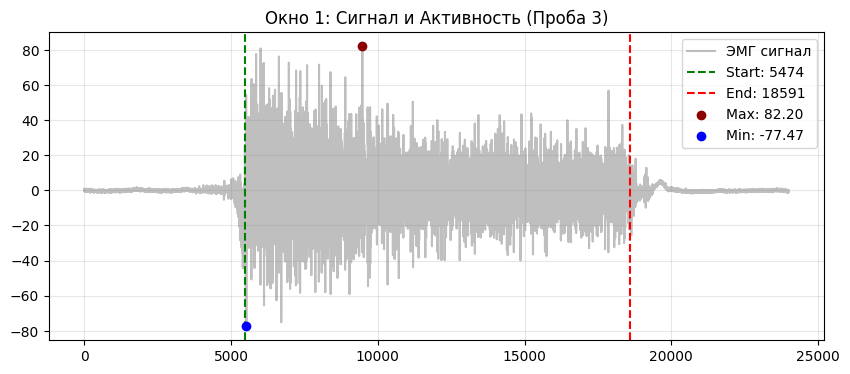 Окно 1: Сигнал и Активность (Проба 3)
ЭМГ сигнал
Start: 5474
End: 18591
Max: 82.20
Min: -77.47
80
60
40
20
0
−20
−40
−60
−80
0 5000 10000 15000 20000 25000